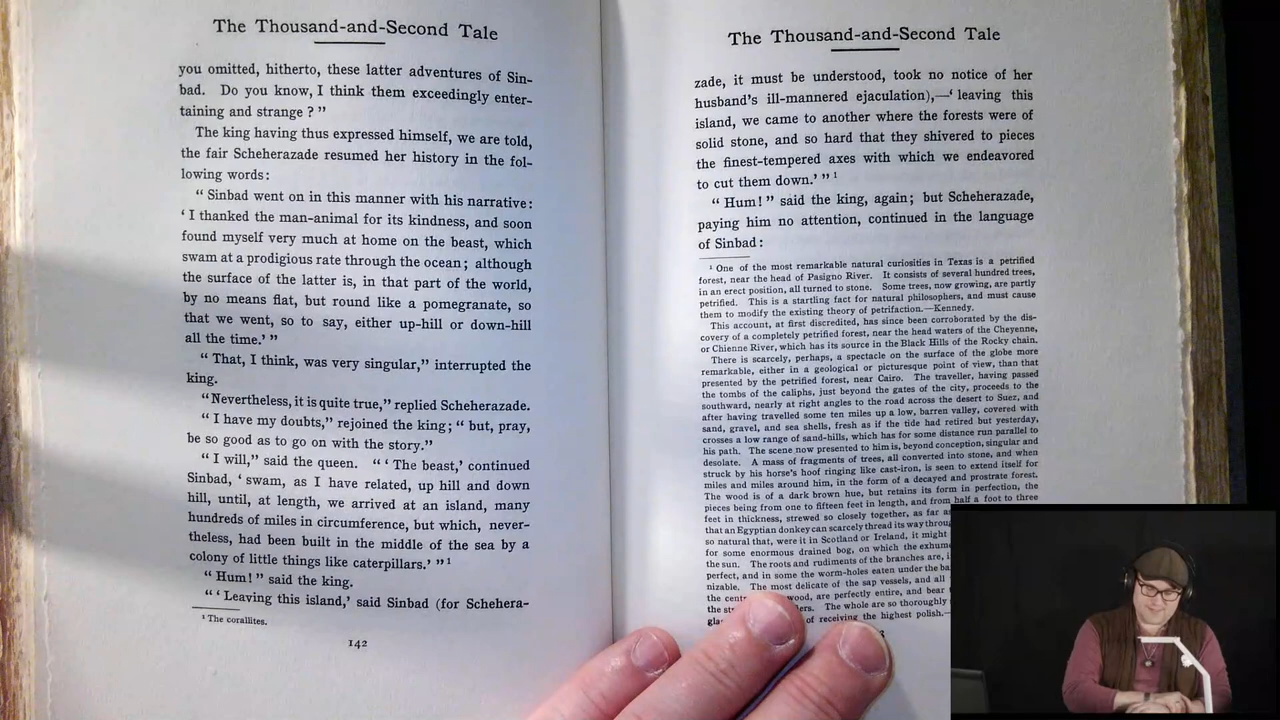 The Thousand-and-Second Tale
you omitted, hitherto, these latter adventures of Sin-
bad. Do you know, I think them exceedingly enter-
taining and strange ? ”
The king having thus expressed himself, we are told,
the fair Scheherazade resumed her history in the fol-
lowing words:
“ Sinbad went on in this manner with his narrative:
‘ I thanked the man-animal for its kindness, and soon
found myself very much at home on the beast, which
swam at a prodigious rate through the ocean ; although
the surface of the latter is, in that part of the world,
by no means flat, but round like a pomegranate, so
that we went, so to say, either up-hill or down-hill
all the time.’ ”
“ That, I think, was very singular,” interrupted the
king.
“Nevertheless, it is quite true,” replied Scheherazade.
“ I have my doubts,” rejoined the king; “ but, pray,
be so good as to go on with the story.”
“ I will,” said the queen. “ ‘ The beast,’ continued
Sinbad, ‘ swam, as I have related, up hill and down
hill, until, at length, we arrived at an island, many
hundreds of miles in circumference, but which, never-
theless, had been built in the middle of the sea by a
colony of little things like caterpillars.’ ” 1
“ Hum! ” said the king.
“ ‘ Leaving this island,’ said Sinbad (for Schehera-
1 The corallites.
142
The Thousand-and-Second Tale
zade, it must be understood, took no notice of her
husband’s ill-mannered ejaculation),—‘ leaving this
island, we came to another where the forests were of
solid stone, and so hard that they shivered to pieces
the finest-tempered axes with which we endeavored
to cut them down.’ ” 1
“ Hum! ” said the king, again; but Scheherazade,
paying him no attention, continued in the language
of Sinbad :
1 One of the most remarkable natural curiosities in Texas is a petrified
forest, near the head of Pasigno River. It consists of several hundred trees,
in an erect position, all turned to stone. Some trees, now growing, are partly
petrified. This is a startling fact for natural philosophers, and must cause
them to modify the existing theory of petrifaction.—Kennedy.
This account, at first discredited, has since been corroborated by the dis-
covery of a completely petrified forest, near the head waters of the Cheyenne,
or Chienne River, which has its source in the Black Hills of the Rocky chain.
There is scarcely, perhaps, a spectacle on the surface of the globe more
remarkable, either in a geological or picturesque point of view, than that
presented by the petrified forest, near Cairo. The traveller, having passed
the tombs of the caliphs, just beyond the gates of the city, proceeds to the
southward, nearly at right angles to the road across the desert to Suez, and
after having travelled some ten miles up a low, barren valley, covered with
sand, gravel, and sea shells, fresh as if the tide had retired but yesterday,
crosses a low range of sand-hills, which has for some distance run parallel to
his path. The scene now presented to him is, beyond conception, singular and
desolate. A mass of fragments of trees, all converted into stone, and when
struck by his horse’s hoof ringing like cast-iron, is seen to extend itself for
miles and miles around him, in the form of a decayed and prostrate forest.
The wood is of a dark brown hue, but retains its form in perfection, the
pieces being from one to fifteen feet in length, and from half a foot to three
feet in thickness, strewed so closely together, as far as
that an Egyptian donkey can scarcely thread its way
so natural that, were it in Scotland or Ireland, it might
for some enormous drained bog, on which the
the sun. The roots and rudiments of the branches are,
perfect, and in some the worm-holes eaten under the
nizable. The most delicate of the sap vessels, and all
the wood, are perfectly entire, and bear
the The whole are so thoroughly
of receiving the highest polish.—